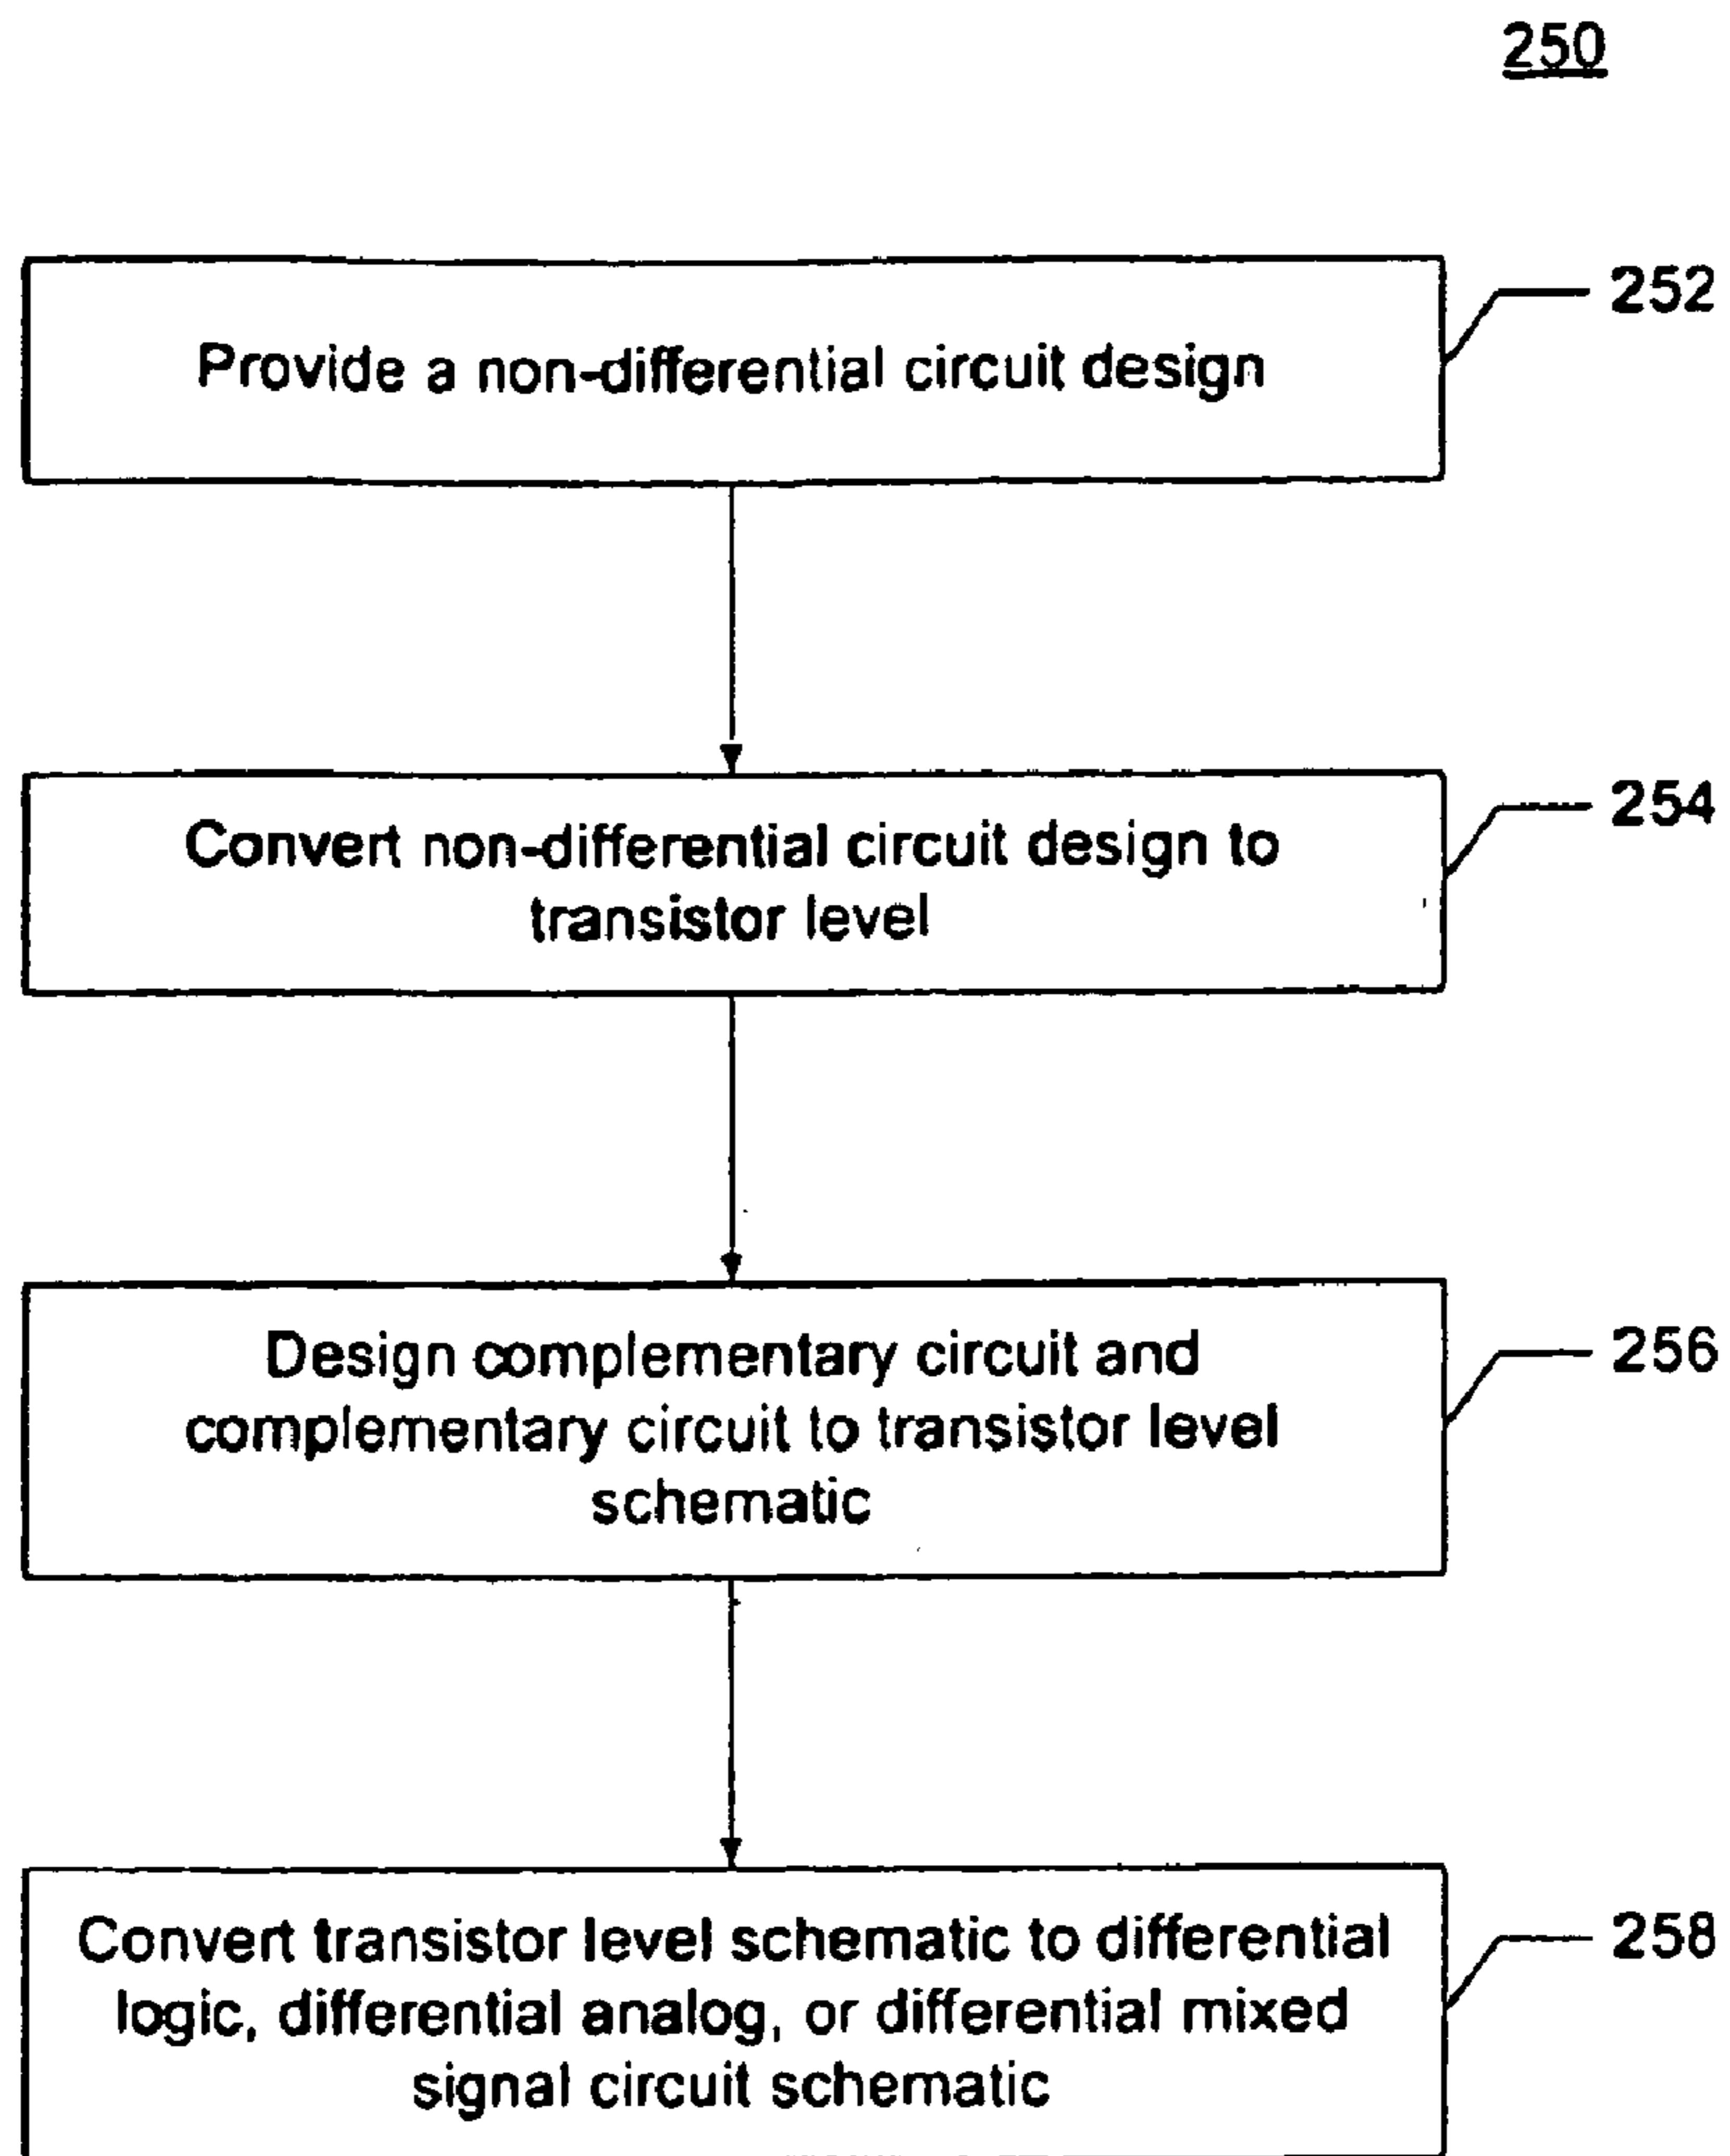 250
252
Provide a non-differential circuit design
254
Convert non-differential circuit design to
transistor level
256
Design complementary circuit and
complementary circuit to transistor level
schematic
258
Convert transistor level schematic to differential
logic, differential analog, or differential mixed
signal circuit schematic